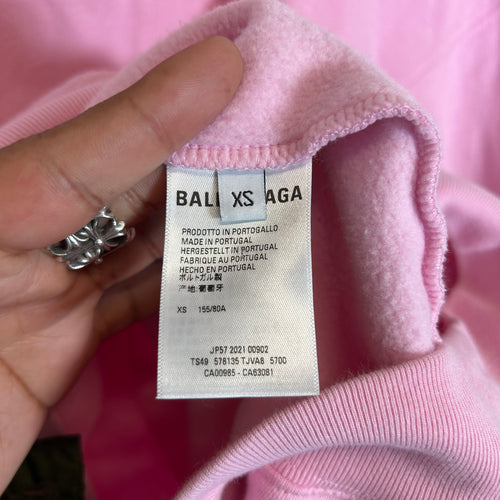 BAL XS AGA
PRODOTTO IN PORTOGALLO
MADE IN PORTUGAL
HERGESTELLT IN PORTUGAL
FABRIQUE AU PORTUGAL
HECHO EN PORTUGAL
ポルトガル製
产地:葡萄牙
XS 155/80A
JP57 2021 00902
TS49 578135 TJVA8 5700
CA00985 - CA63081